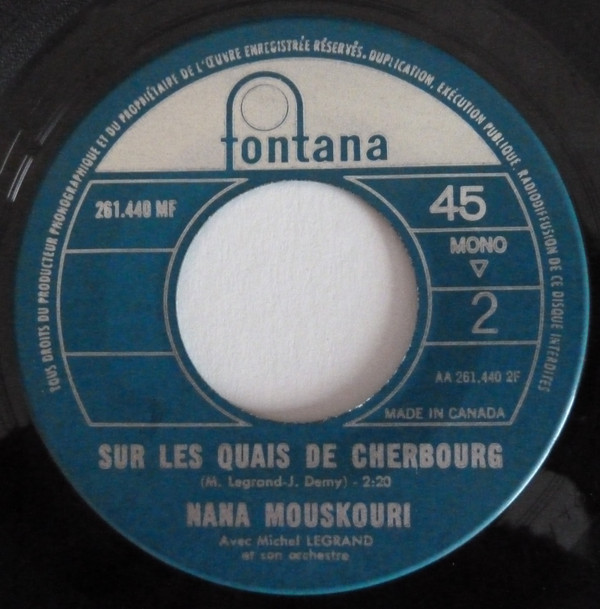 TOUS DROITS DU PRODUCTEUR PHONOGRAPHIQUE ET DU PROPRIÉTAIRE DE L'ŒUVRE ENREGISTRÉE RÉSERVÉS. DUPLICATION, EXÉCUTION PUBLIQUE, RADIODIFFUSION DE CE DISQUE INTERDITES
fontana
261.440 MF
45
MONO
2
AA 261.440 2F
MADE IN CANADA
SUR LES QUAIS DE CHERBOURG
(M. Legrand-J. Demy) - 2:20
NANA MOUSKOURI
Avec Michel LEGRAND
et son orchestre